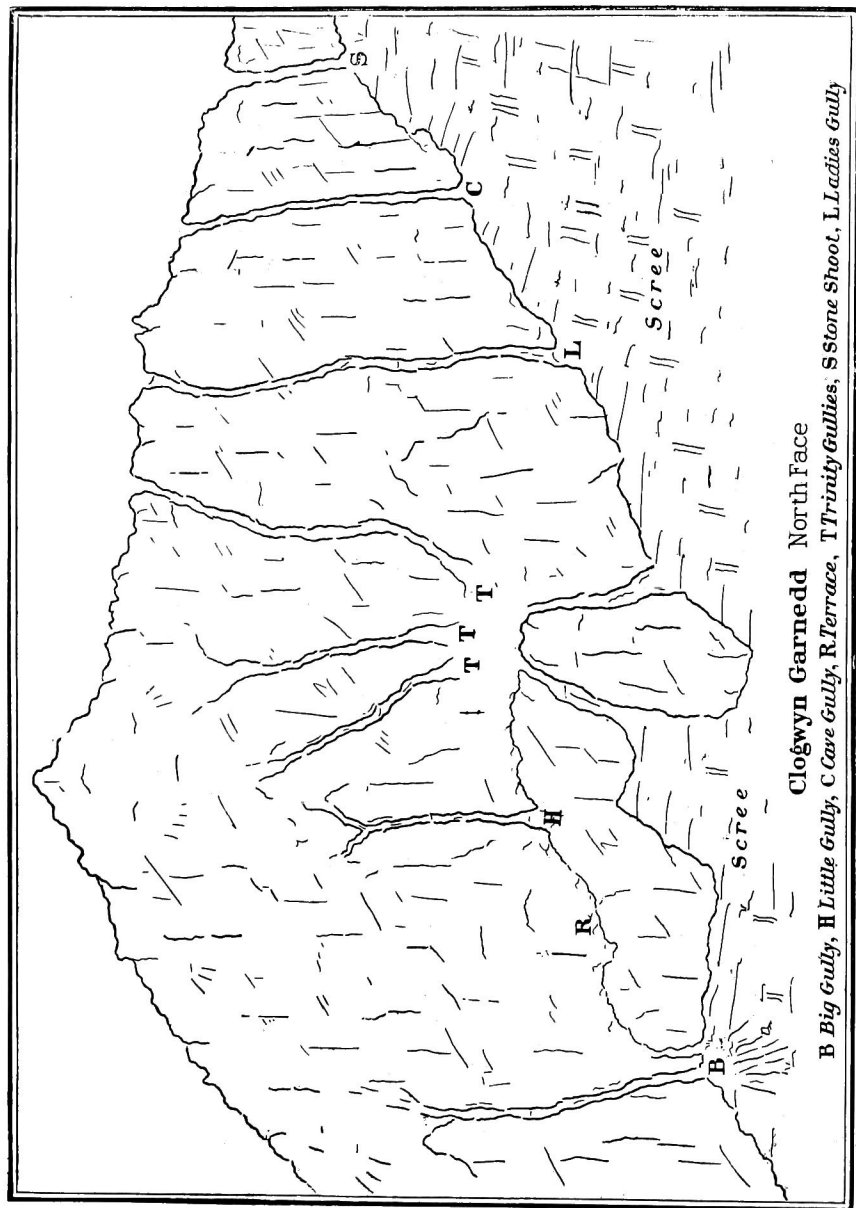 S
C
L
T
T
T
H
R
B
Scree
Scree
Clogwyn Garnedd North Face
B Big Gully, H Little Gully, C Cave Gully, R Terrace, T Trinity Gullies, S Stone Shoot, L Ladies Gully